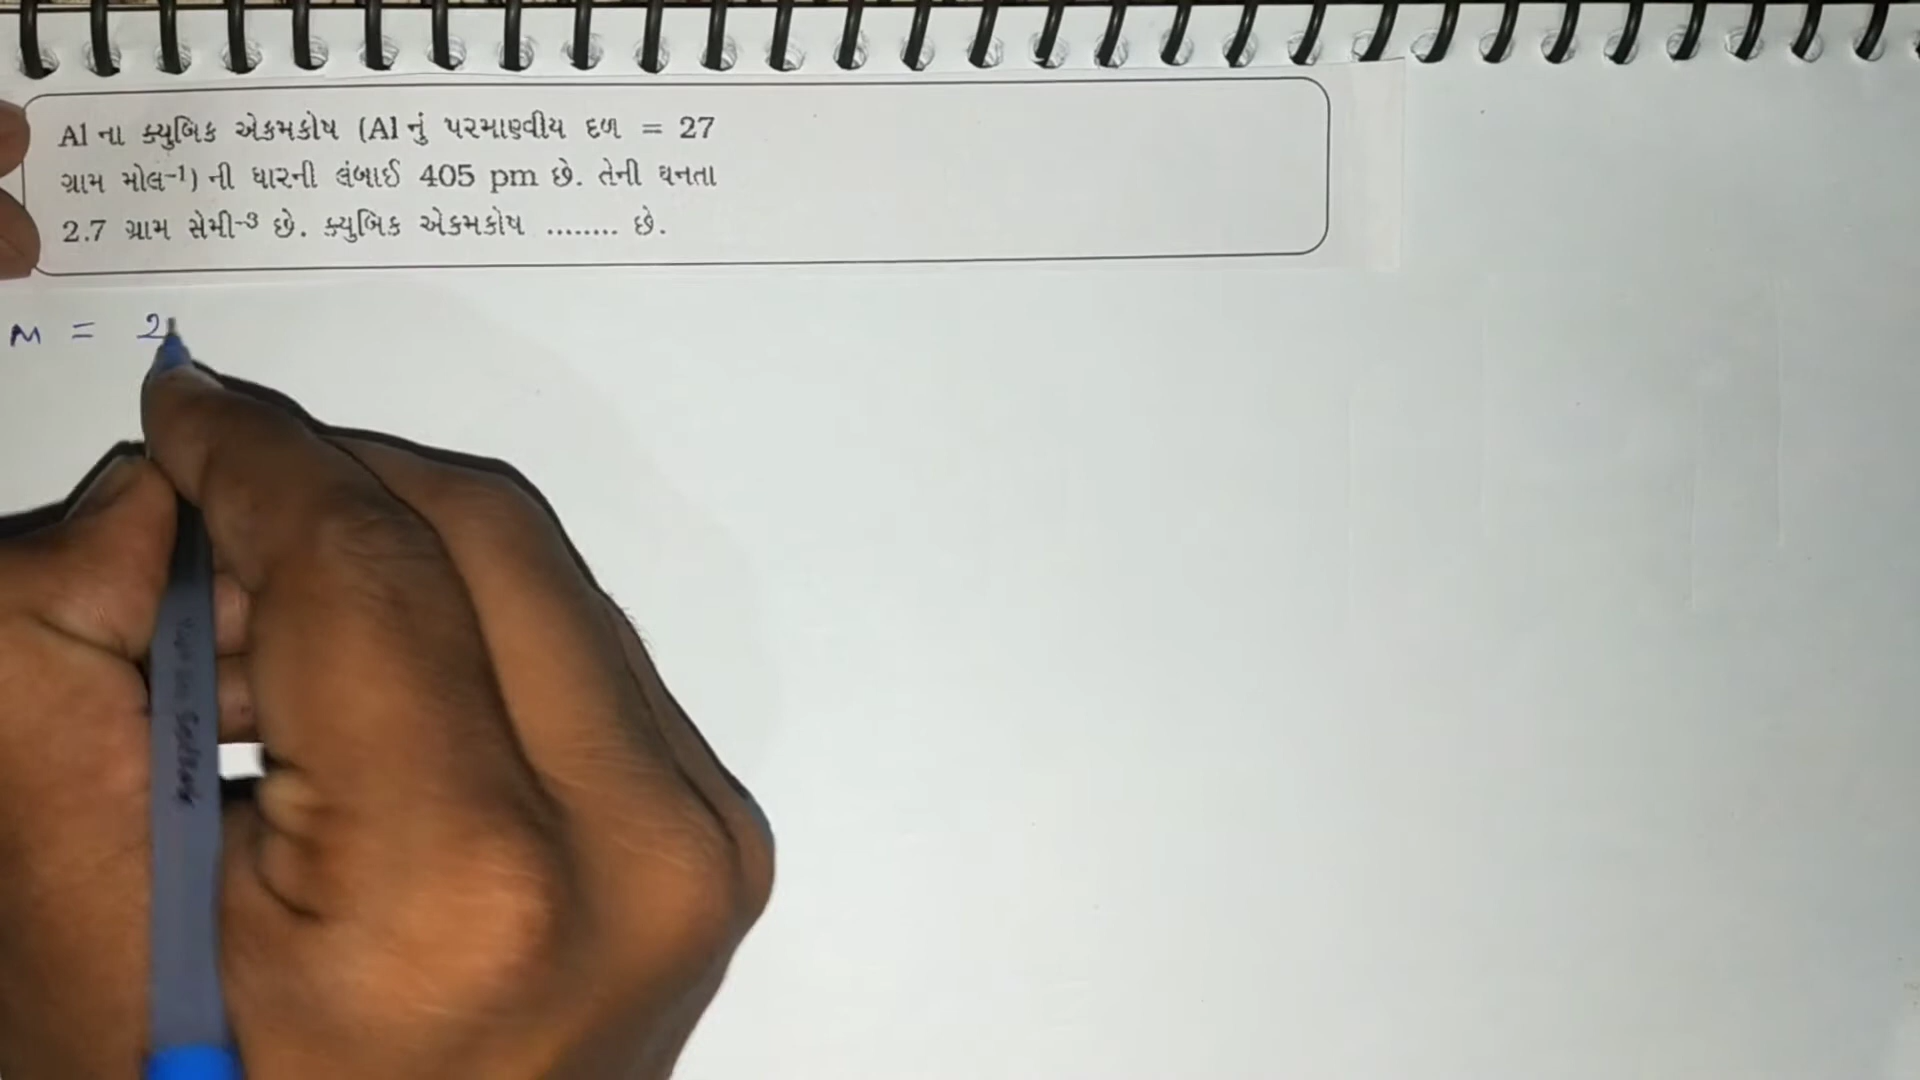 Al ના ક્યુબિક એકમકોષ (Al નું પરમાણ્વીય દળ = 27
ગ્રામ મોલ⁻¹) ની ધારની લંબાઈ 405 pm છે. તેની ઘનતા
2.7 ગ્રામ સેમી⁻³ છે. ક્યુબિક એકમકોષ ........ છે.
M = 2